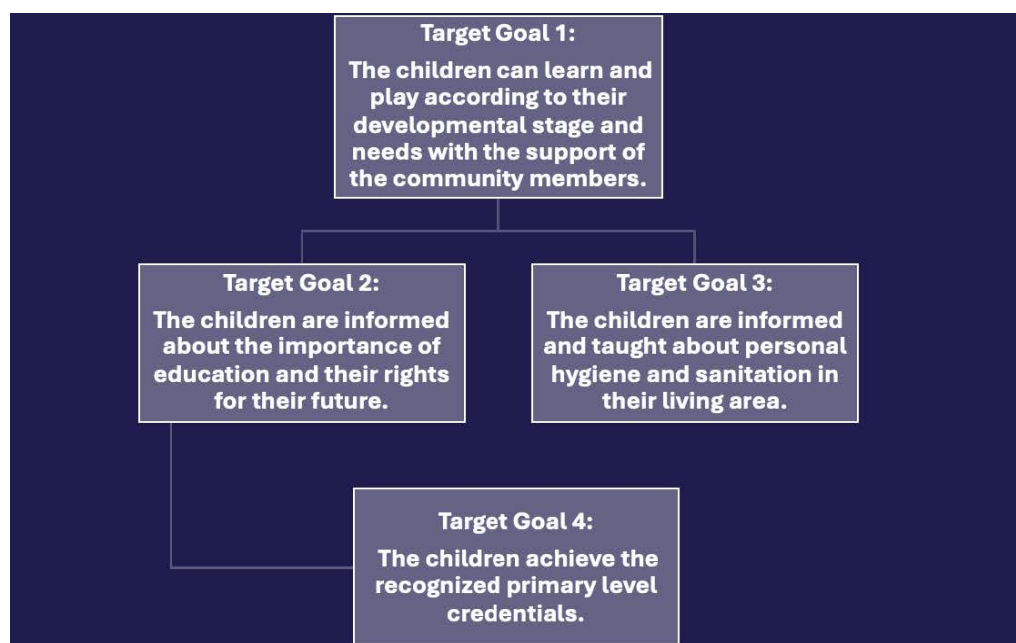 Target Goal 1:
The children can learn and
play according to their
developmental stage and
needs with the support of
the community members.
Target Goal 2:
The children are informed
about the importance of
education and their rights
for their future.
Target Goal 3:
The children are informed
and taught about personal
hygiene and sanitation in
their living area.
Target Goal 4:
The children achieve the
recognized primary level
credentials.